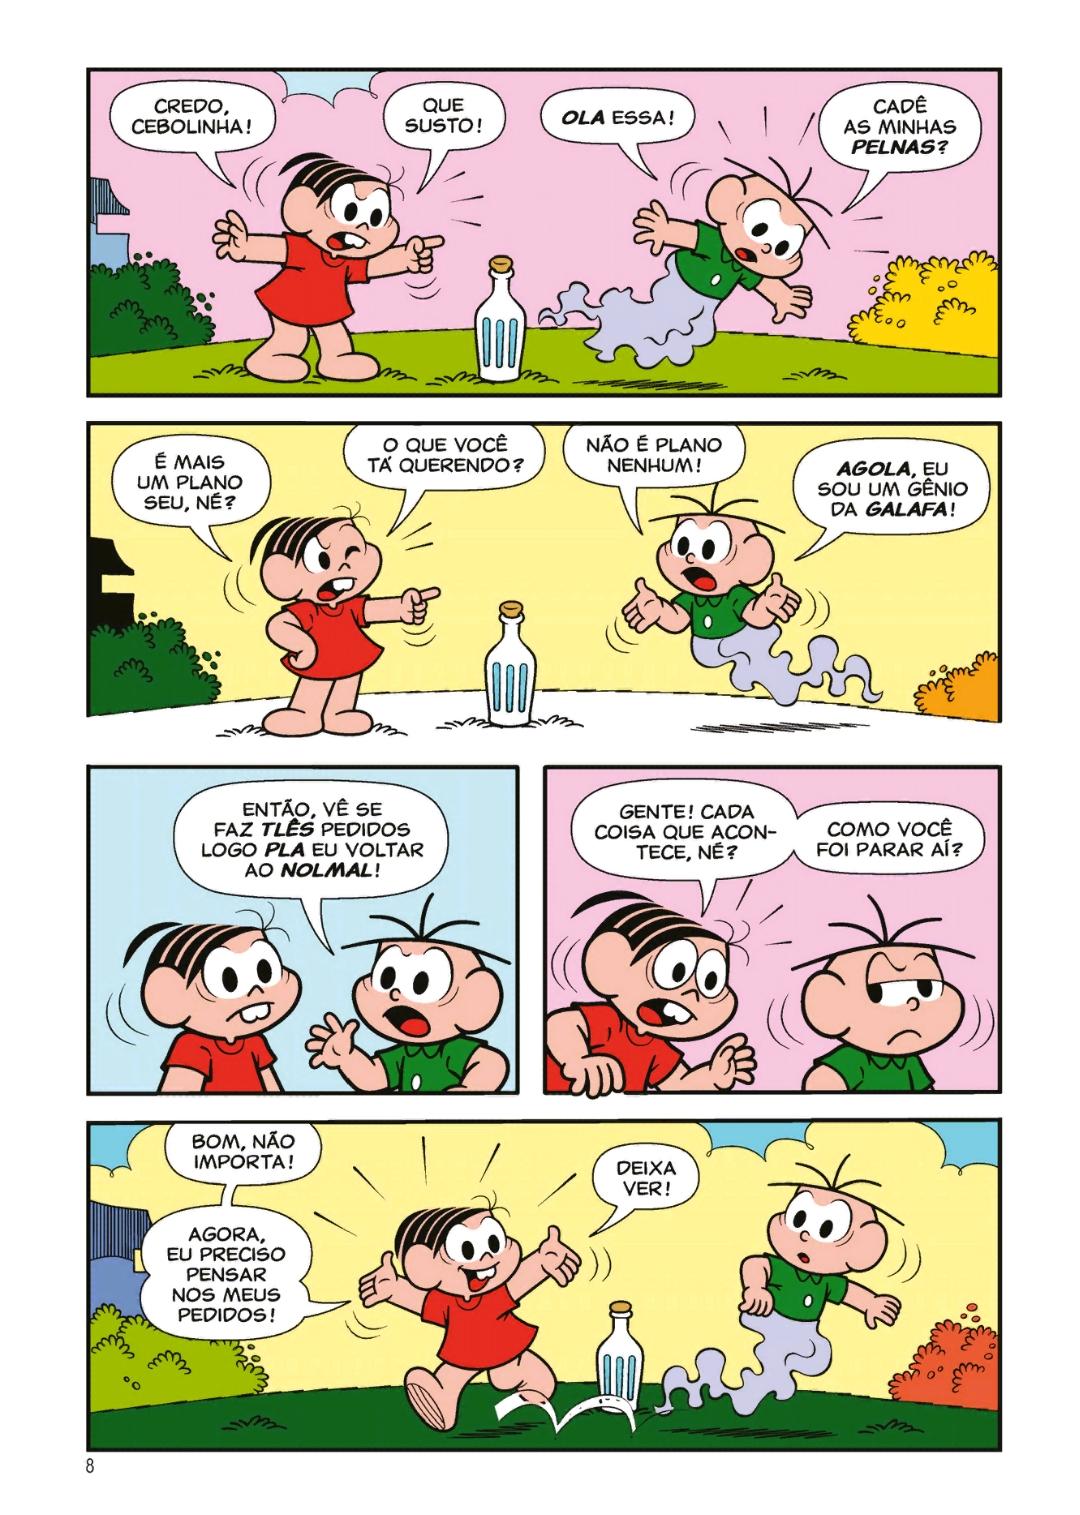 CREDO,
CEBOLINHA!
QUE
SUSTO!
OLA ESSA!
CADÊ
AS MINHAS
PELNAS?
É MAIS
UM PLANO
SEU, NÉ?
O QUE VOCÊ
TÁ QUERENDO?
NÃO É PLANO
NENHUM!
AGOLA, EU
SOU UM GÊNIO
DA GALAFA!
ENTÃO, VÊ SE
FAZ TLÊS PEDIDOS
LOGO PLA EU VOLTAR
AO NOLMAL!
GENTE! CADA
COISA QUE ACON-
TECE, NÉ?
COMO VOCÊ
FOI PARAR AÍ?
BOM, NÃO
IMPORTA!
AGORA,
EU PRECISO
PENSAR
NOS MEUS
PEDIDOS!
DEIXA
VER!
8